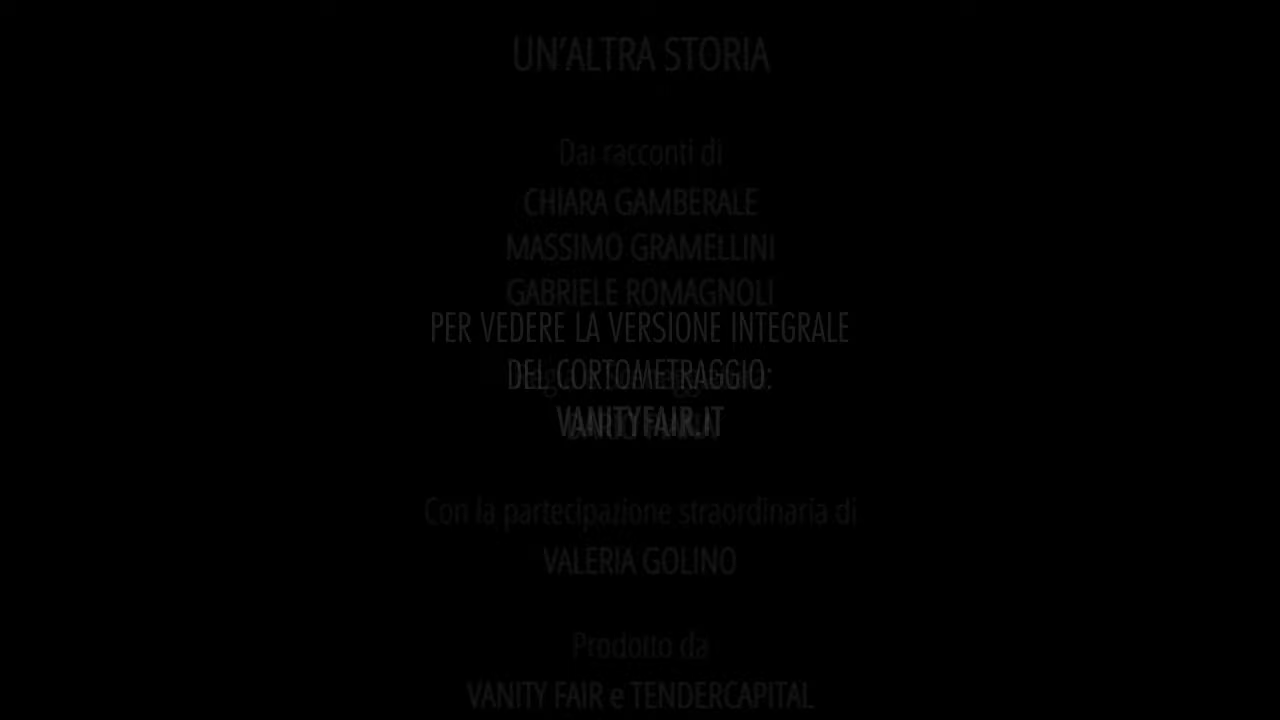 UN'ALTRA STORIA
Dai racconti di
CHIARA GAMBERALE
MASSIMO GRAMELLINI
GABRIELE ROMAGNOLI
PER VEDERE LA VERSIONE INTEGRALE
DEL CORTOMETRAGGIO:
VANITYFAIR.IT
Con la partecipazione straordinaria di
VALERIA GOLINO
Prodotto da
VANITY FAIR e TENDERCAPITAL